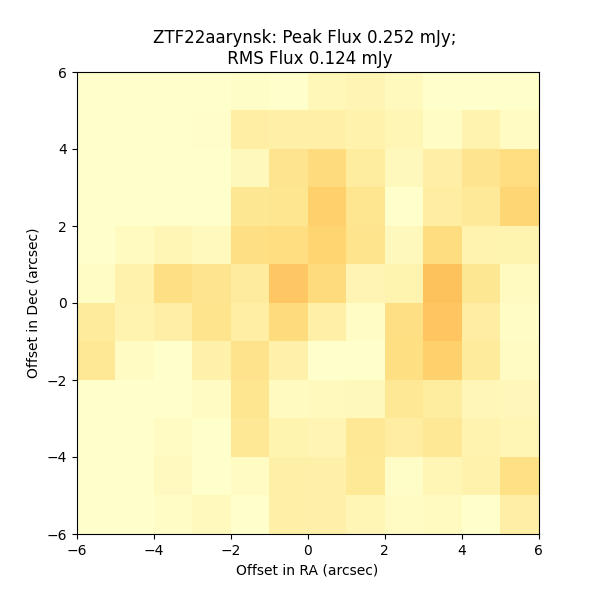 ZTF22aarynsk: Peak Flux 0.252 mJy;
RMS Flux 0.124 mJy
6
4
2
0
−2
−4
−6
Offset in Dec (arcsec)
−6 −4 −2 0 2 4 6
Offset in RA (arcsec)